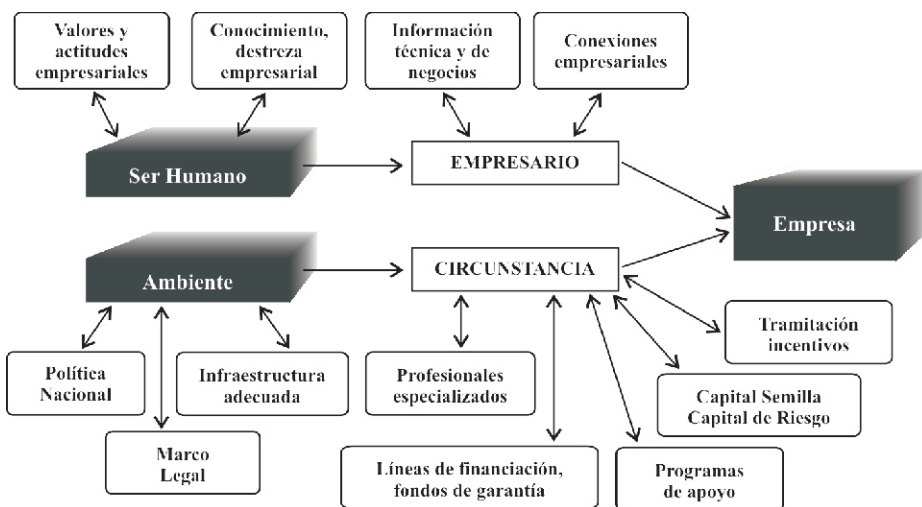 Valores y
actitudes
empresariales
Conocimiento,
destreza
empresarial
Información
técnica y de
negocios
Conexiones
empresariales
Ser Humano
EMPRESARIO
Empresa
Ambiente
CIRCUNSTANCIA
Tramitación
incentivos
Política
Nacional
Infraestructura
adecuada
Profesionales
especializados
Capital Semilla
Capital de Riesgo
Marco
Legal
Líneas de financiación,
fondos de garantía
Programas
de apoyo